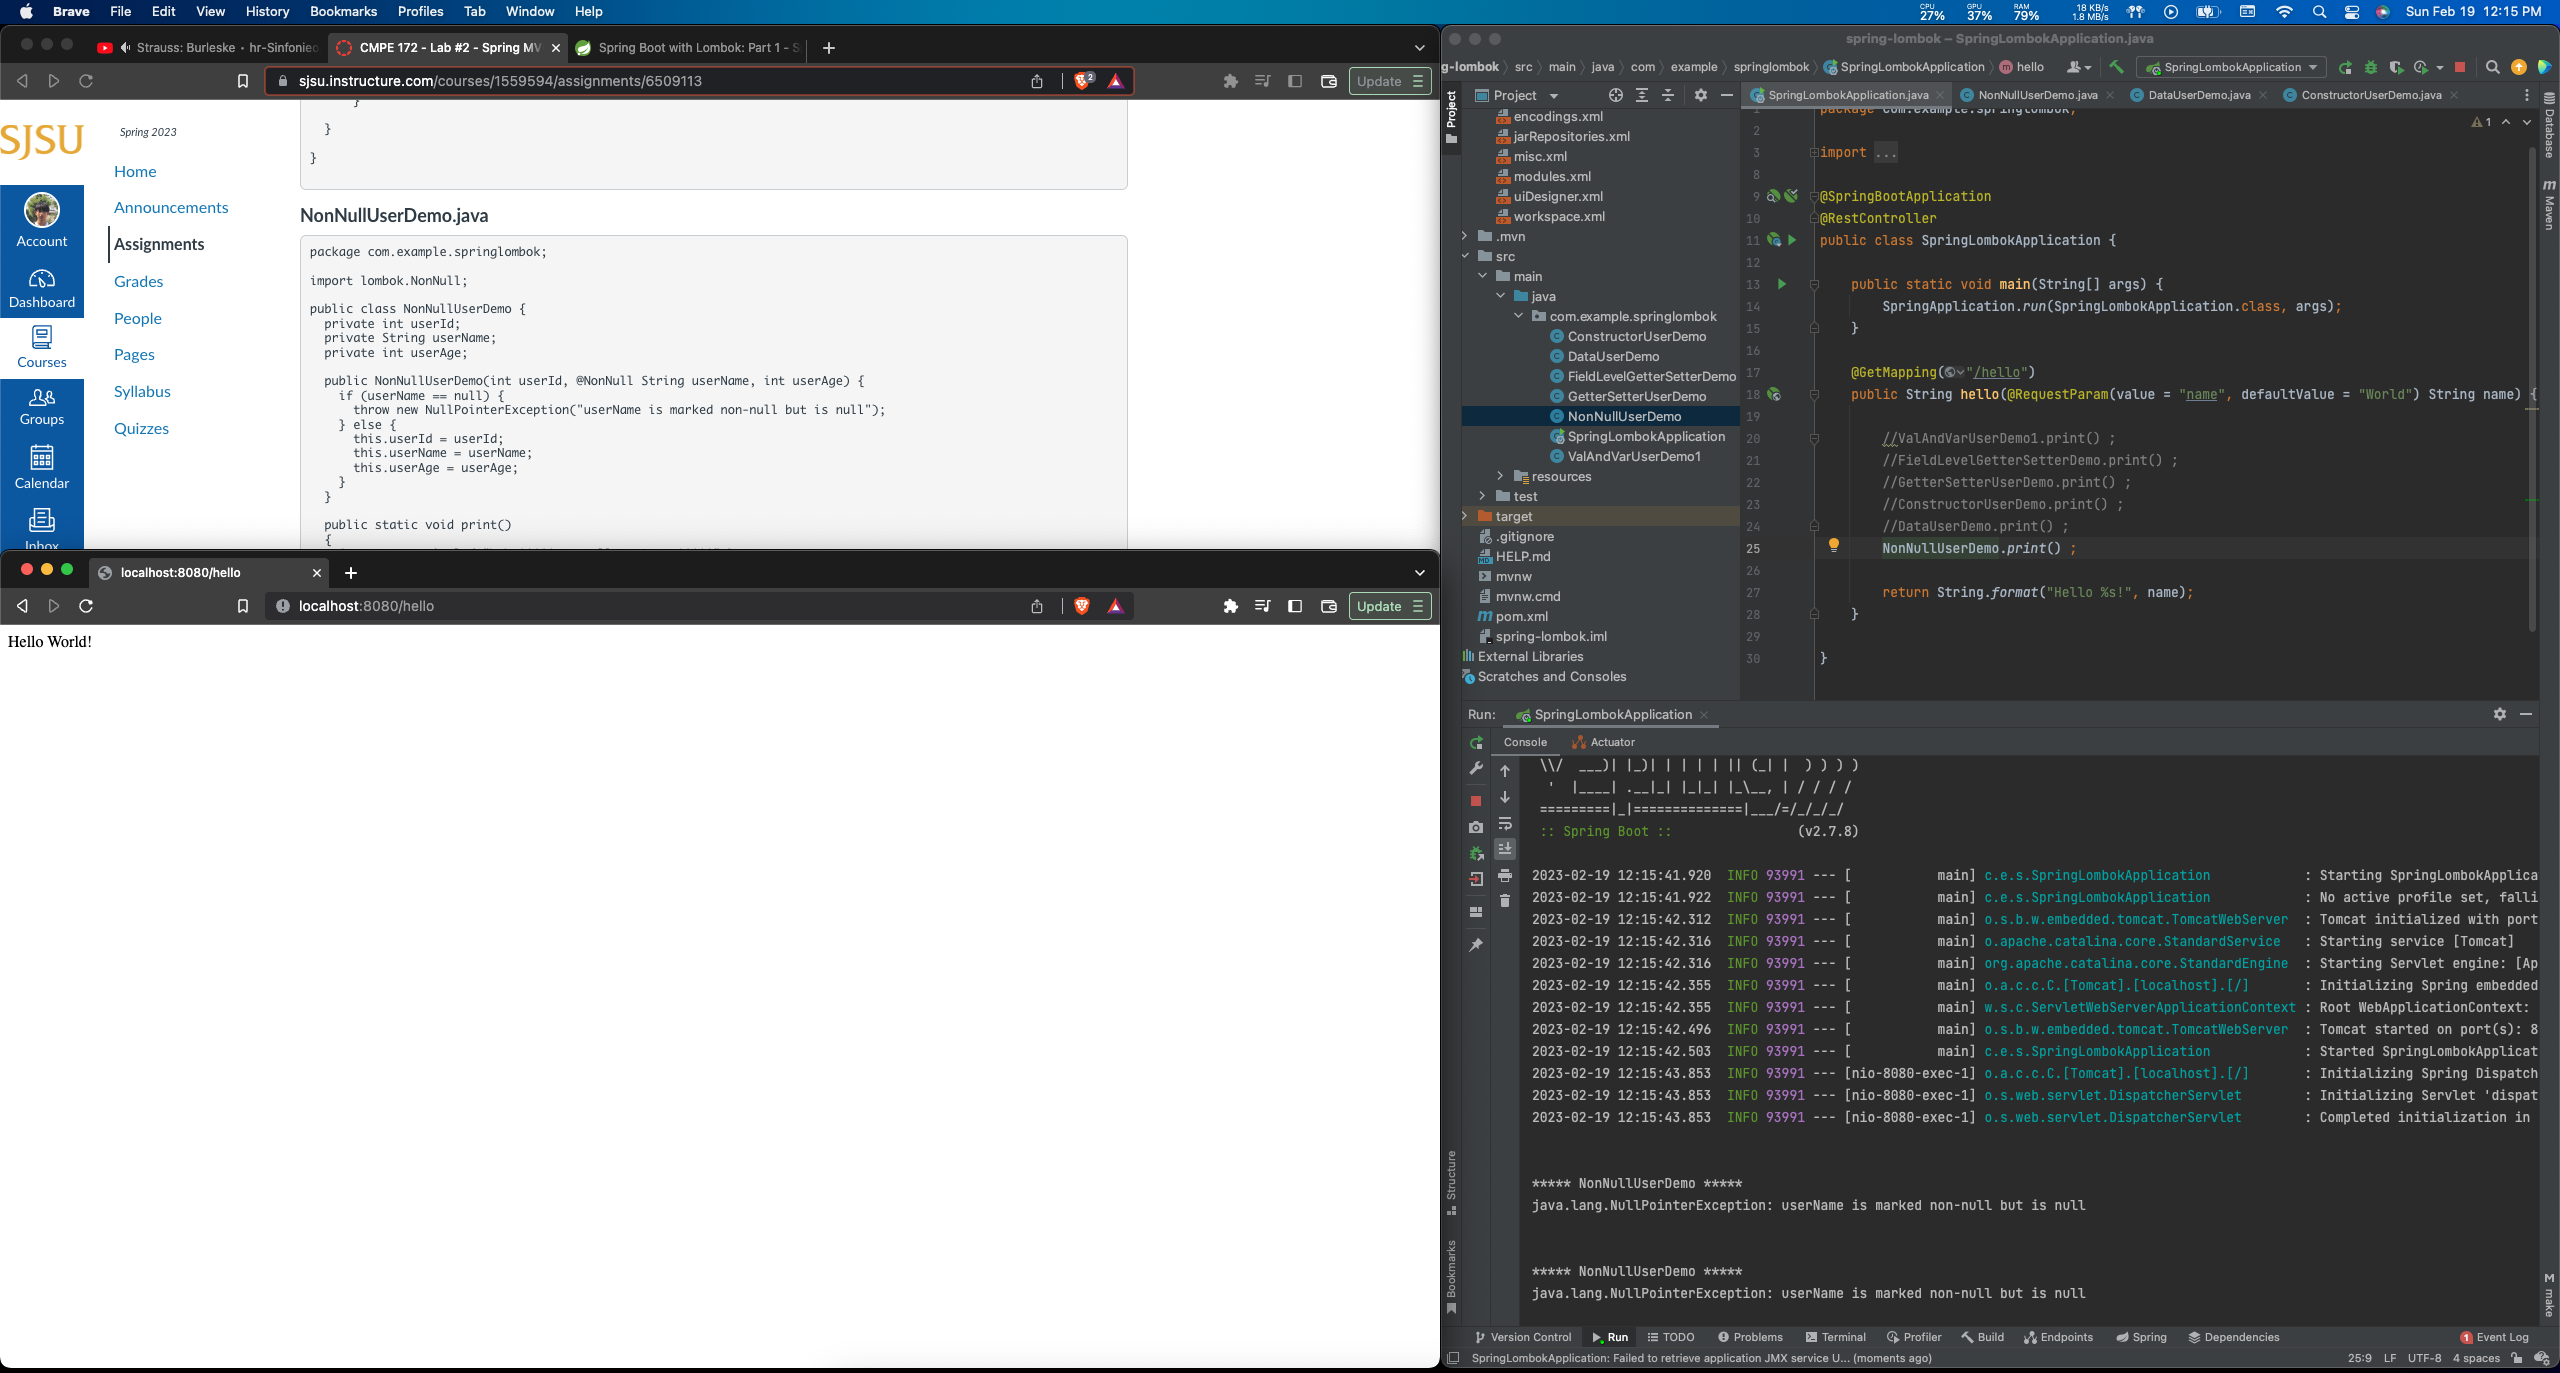 Brave File Edit View History Bookmarks Profiles Tab Window Help
CPU 27% GPU 37% RAM 79% 18 KB/s 1.8 MB/s Sun Feb 19 12:15 PM
Strauss: Burleske • hr-Sinfonieo
CMPE 172 - Lab #2 - Spring MV
Spring Boot with Lombok: Part 1 - S
sjsu.instructure.com/courses/1559594/assignments/6509113
2
Update
SJSU
Account
Dashboard
Courses
Groups
Calendar
Inbox
Spring 2023
Home
Announcements
Assignments
Grades
People
Pages
Syllabus
Quizzes
}
}
}
NonNullUserDemo.java
package com.example.springlombok;
import lombok.NonNull;
public class NonNullUserDemo {
private int userId;
private String userName;
private int userAge;
public NonNullUserDemo(int userId, @NonNull String userName, int userAge) {
if (userName == null) {
throw new NullPointerException("userName is marked non-null but is null");
} else {
this.userId = userId;
this.userName = userName;
this.userAge = userAge;
}
}
public static void print()
{
localhost:8080/hello
localhost:8080/hello
Update
Hello World!
spring-lombok – SpringLombokApplication.java
g-lombok src main java com example springlombok SpringLombokApplication hello
SpringLombokApplication
Project
Project
encodings.xml
jarRepositories.xml
misc.xml
modules.xml
uiDesigner.xml
workspace.xml
.mvn
src
main
java
com.example.springlombok
ConstructorUserDemo
DataUserDemo
FieldLevelGetterSetterDemo
GetterSetterUserDemo
NonNullUserDemo
SpringLombokApplication
ValAndVarUserDemo1
resources
test
target
.gitignore
HELP.md
mvnw
mvnw.cmd
pom.xml
spring-lombok.iml
External Libraries
Scratches and Consoles
SpringLombokApplication.java NonNullUserDemo.java DataUserDemo.java ConstructorUserDemo.java
1
1 package com.example.springlombok;
2
3 import ...
8
9 @SpringBootApplication
10 @RestController
11 public class SpringLombokApplication {
12
13 public static void main(String[] args) {
14 SpringApplication.run(SpringLombokApplication.class, args);
15 }
16
17 @GetMapping("/hello")
18 public String hello(@RequestParam(value = "name", defaultValue = "World") String name) {
19
20 //ValAndVarUserDemo1.print() ;
21 //FieldLevelGetterSetterDemo.print() ;
22 //GetterSetterUserDemo.print() ;
23 //ConstructorUserDemo.print() ;
24 //DataUserDemo.print() ;
25 NonNullUserDemo.print() ;
26
27 return String.format("Hello %s!", name);
28 }
29
30 }
Database
Maven
make
Structure
Bookmarks
Run: SpringLombokApplication
Console Actuator
\\/  ___)| |_)| | | | | || (_| |  ) ) ) )
'  |____| .__|_| |_|_| |_\__, | / / / /
=========|_|==============|___/=/_/_/_/
:: Spring Boot :: (v2.7.8)
2023-02-19 12:15:41.920 INFO 93991 --- [ main] c.e.s.SpringLombokApplication : Starting SpringLombokApplica
2023-02-19 12:15:41.922 INFO 93991 --- [ main] c.e.s.SpringLombokApplication : No active profile set, falli
2023-02-19 12:15:42.312 INFO 93991 --- [ main] o.s.b.w.embedded.tomcat.TomcatWebServer : Tomcat initialized with port
2023-02-19 12:15:42.316 INFO 93991 --- [ main] o.apache.catalina.core.StandardService : Starting service [Tomcat]
2023-02-19 12:15:42.316 INFO 93991 --- [ main] org.apache.catalina.core.StandardEngine : Starting Servlet engine: [Ap
2023-02-19 12:15:42.355 INFO 93991 --- [ main] o.a.c.c.C.[Tomcat].[localhost].[/] : Initializing Spring embedded
2023-02-19 12:15:42.355 INFO 93991 --- [ main] w.s.c.ServletWebServerApplicationContext : Root WebApplicationContext:
2023-02-19 12:15:42.496 INFO 93991 --- [ main] o.s.b.w.embedded.tomcat.TomcatWebServer : Tomcat started on port(s): 8
2023-02-19 12:15:42.503 INFO 93991 --- [ main] c.e.s.SpringLombokApplication : Started SpringLombokApplicat
2023-02-19 12:15:43.853 INFO 93991 --- [nio-8080-exec-1] o.a.c.c.C.[Tomcat].[localhost].[/] : Initializing Spring Dispatch
2023-02-19 12:15:43.853 INFO 93991 --- [nio-8080-exec-1] o.s.web.servlet.DispatcherServlet : Initializing Servlet 'dispat
2023-02-19 12:15:43.853 INFO 93991 --- [nio-8080-exec-1] o.s.web.servlet.DispatcherServlet : Completed initialization in
***** NonNullUserDemo *****
java.lang.NullPointerException: userName is marked non-null but is null
***** NonNullUserDemo *****
java.lang.NullPointerException: userName is marked non-null but is null
Version Control Run TODO Problems Terminal Profiler Build Endpoints Spring Dependencies 1 Event Log
SpringLombokApplication: Failed to retrieve application JMX service U... (moments ago) 25:9 LF UTF-8 4 spaces